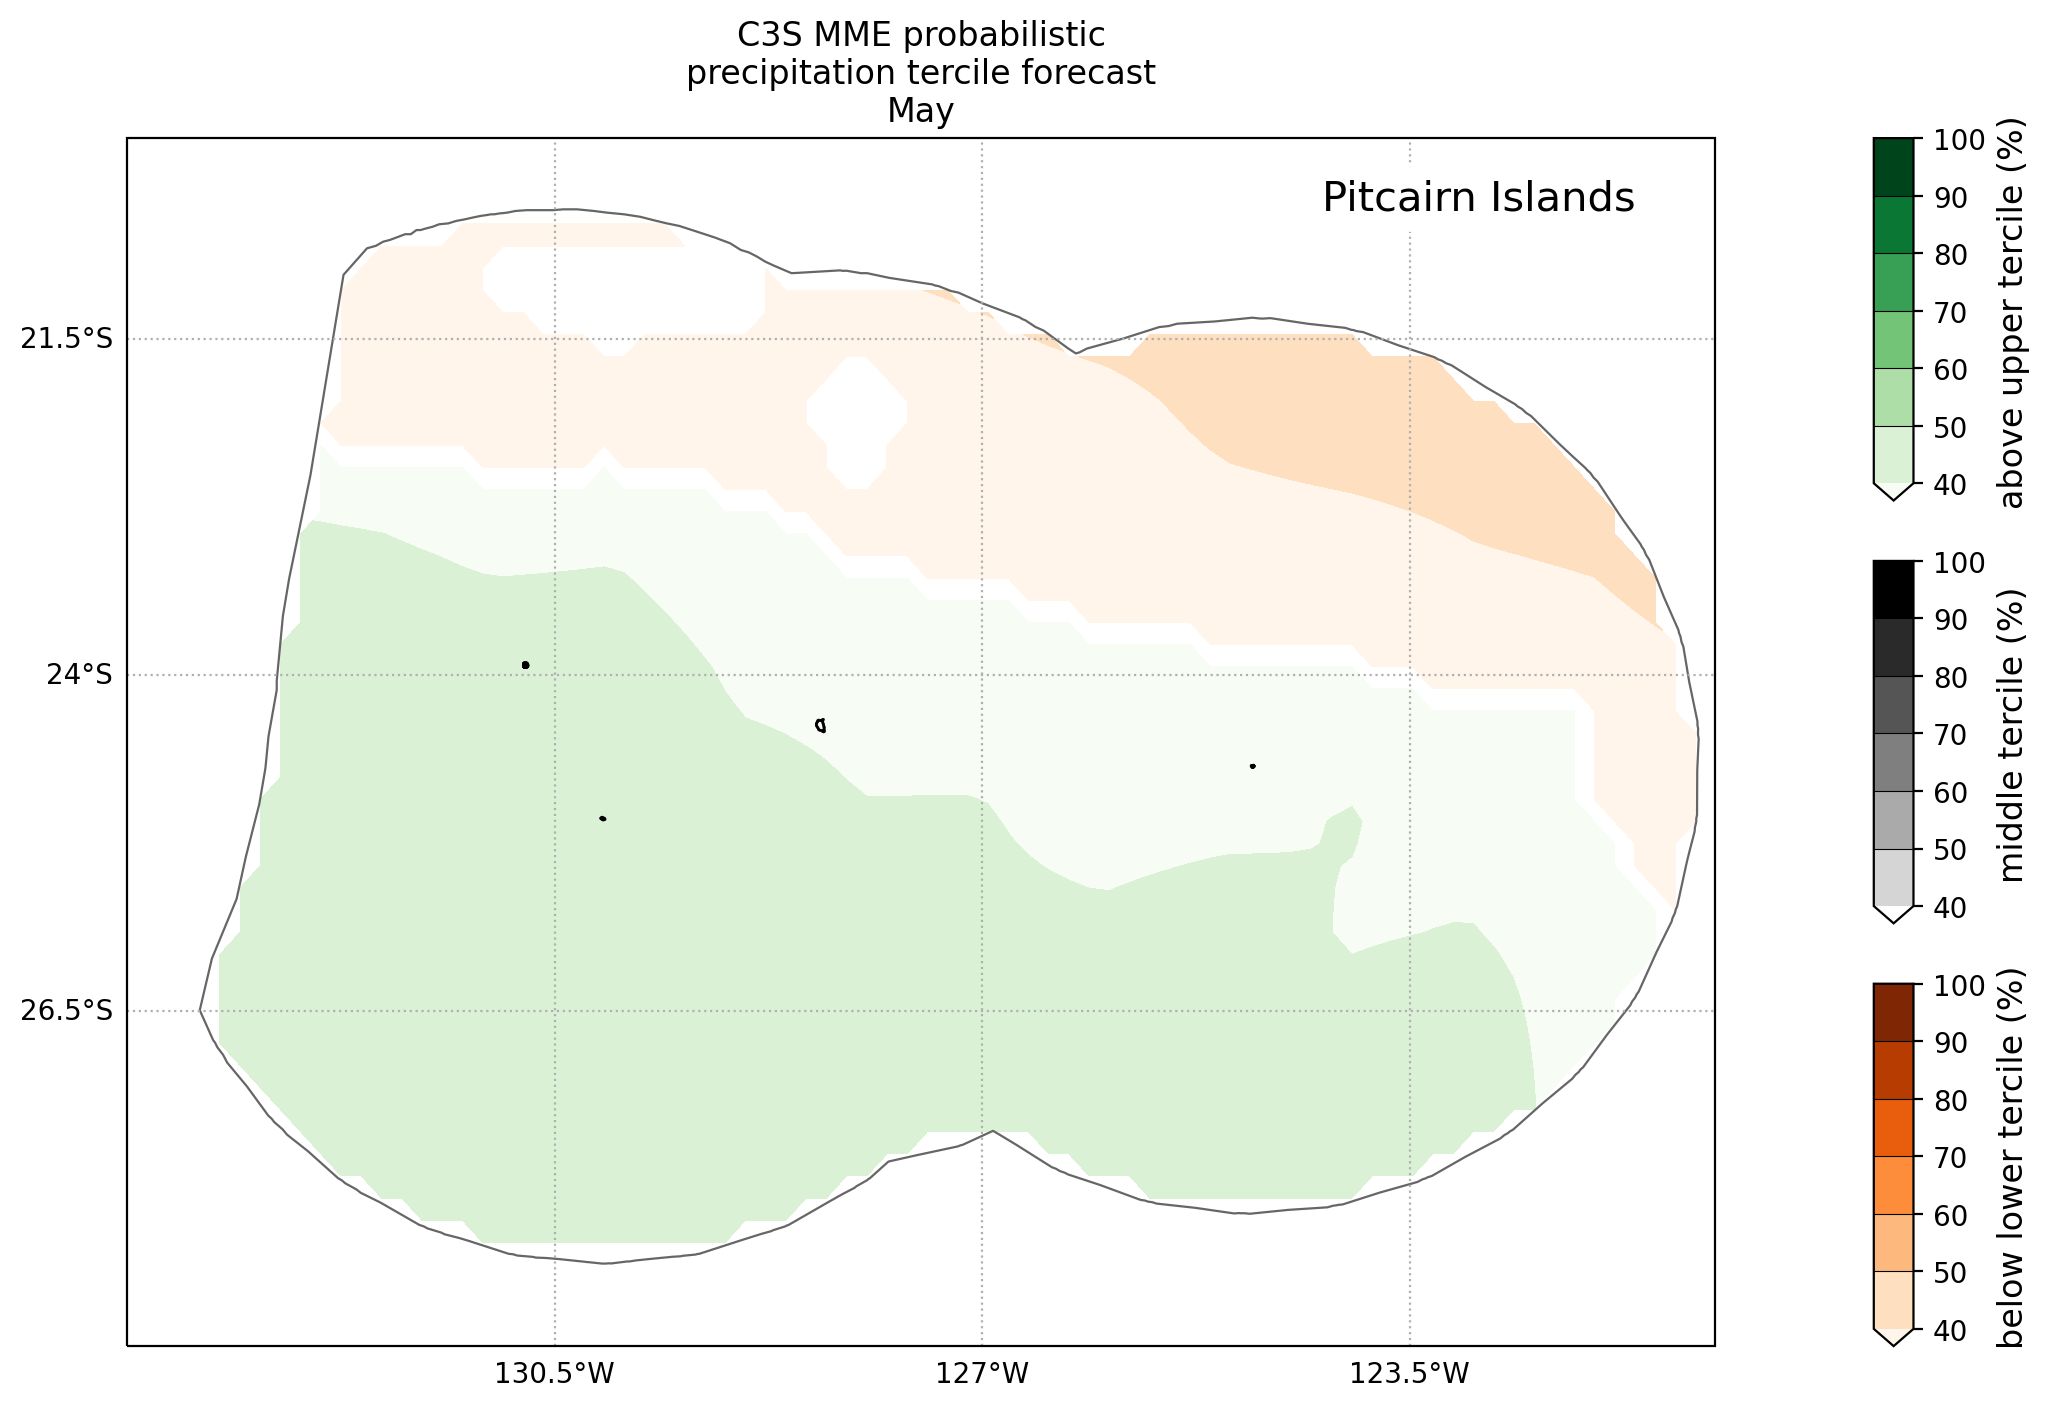 C3S MME probabilistic
precipitation tercile forecast
May
Pitcairn Islands
21.5°S
24°S
26.5°S
130.5°W
127°W
123.5°W
100
90
80
70
60
50
40
above upper tercile (%)
100
90
80
70
60
50
40
middle tercile (%)
100
90
80
70
60
50
40
below lower tercile (%)